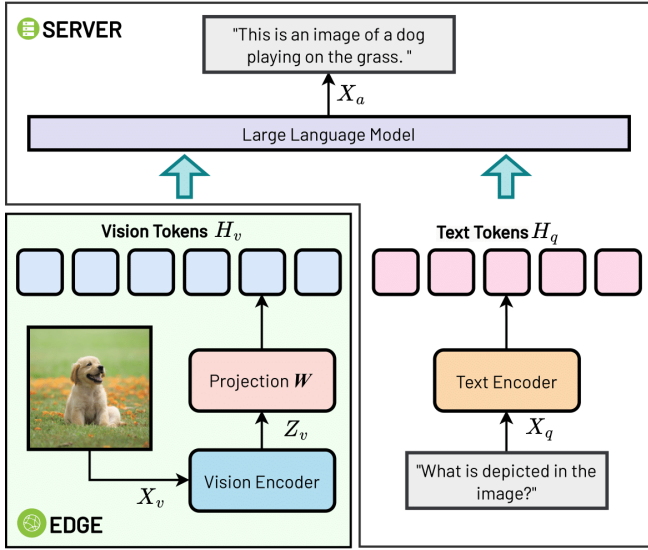 SERVER
"This is an image of a dog
playing on the grass. "
X_a
Large Language Model
Vision Tokens H_v
Text Tokens H_q
Projection W
Text Encoder
Z_v
X_q
Vision Encoder
"What is depicted in the
image?"
X_v
EDGE